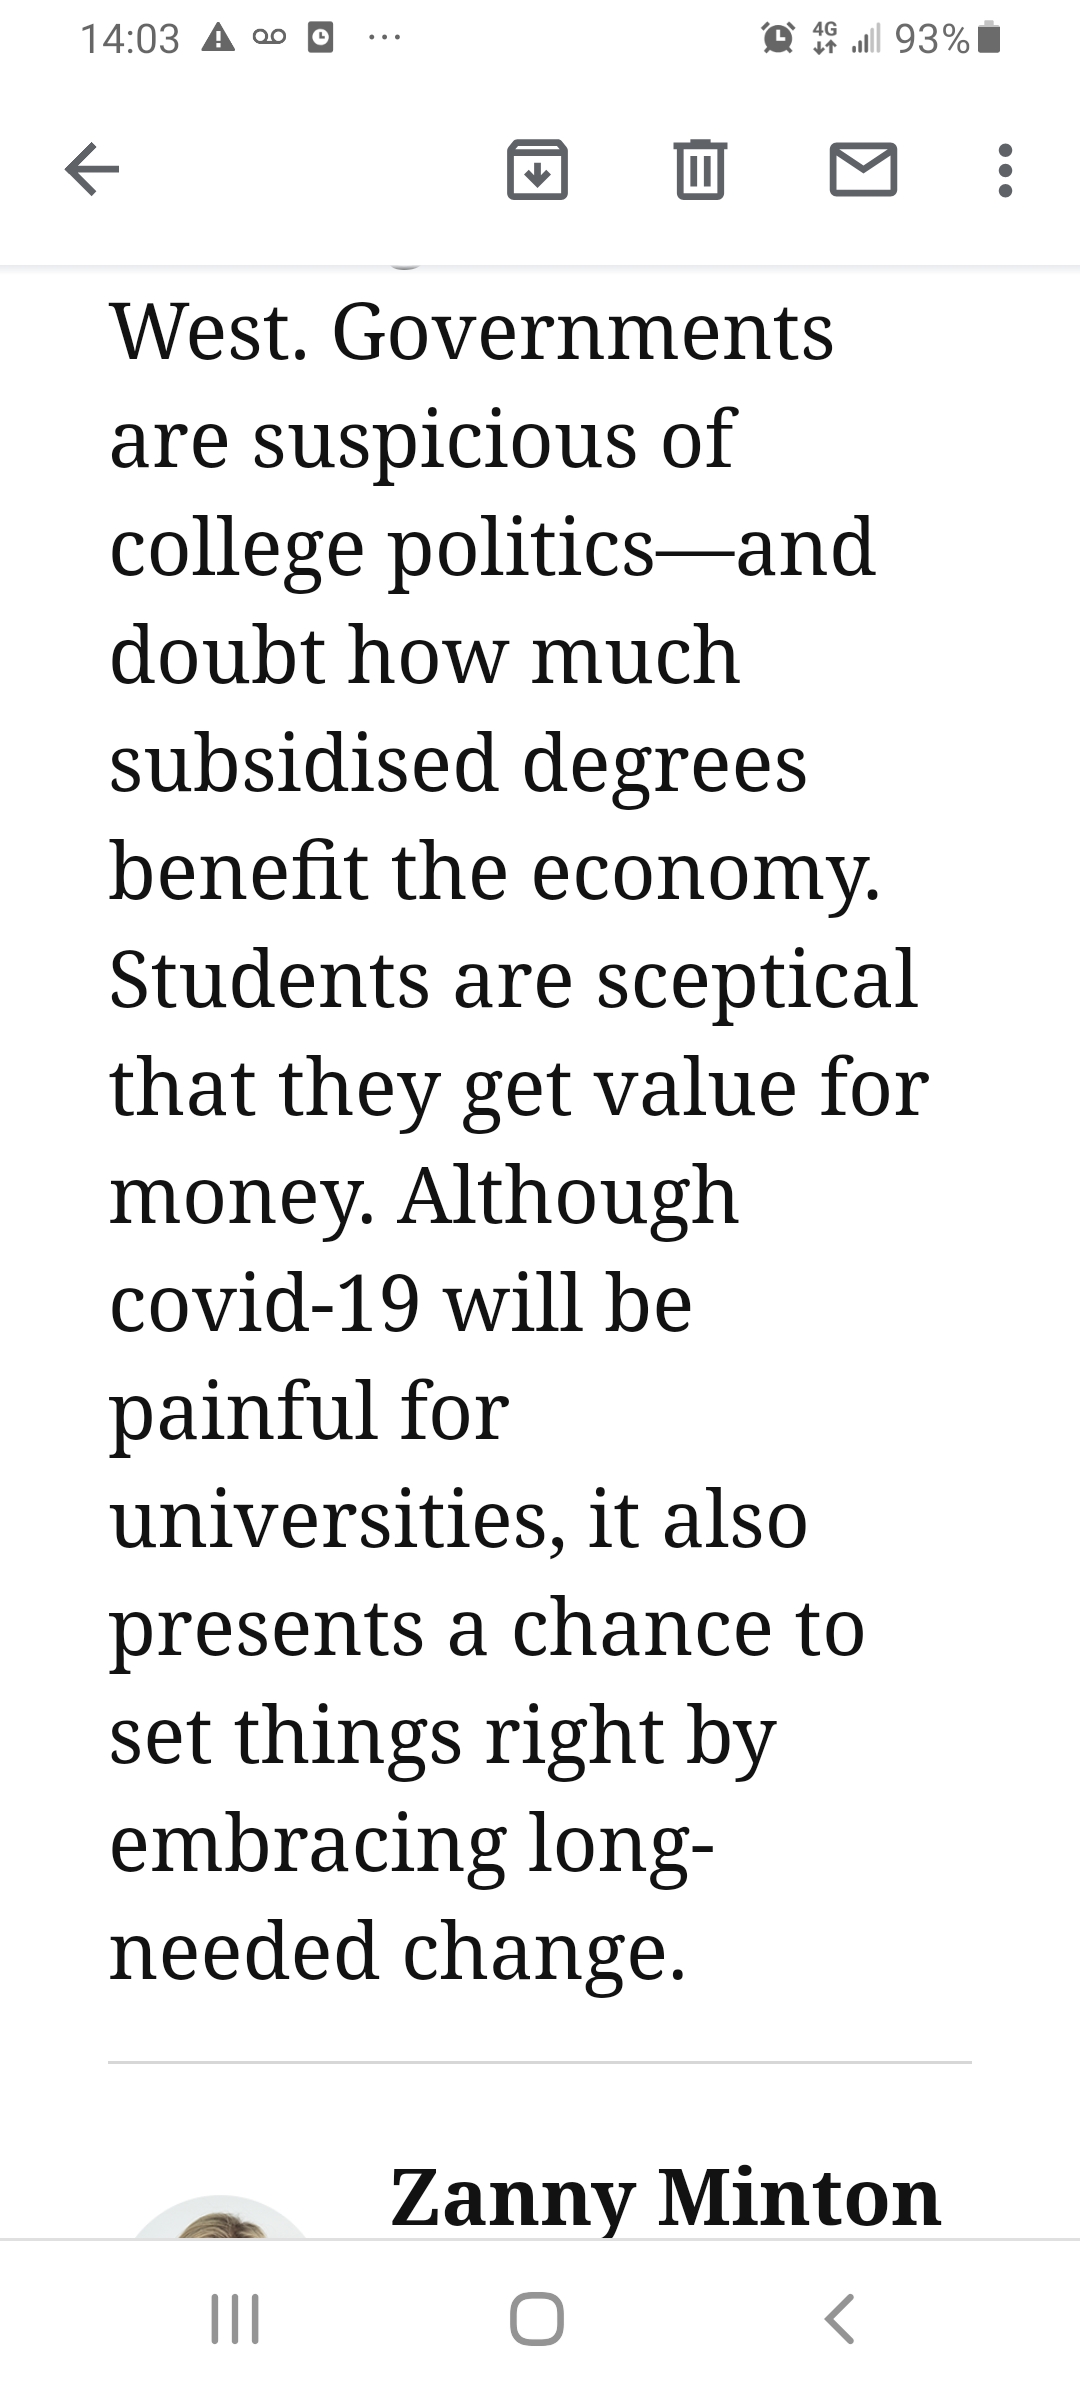 14:03
4G
93%
West. Governments
are suspicious of
college politics—and
doubt how much
subsidised degrees
benefit the economy.
Students are sceptical
that they get value for
money. Although
covid-19 will be
painful for
universities, it also
presents a chance to
set things right by
embracing long-
needed change.
Zanny Minton